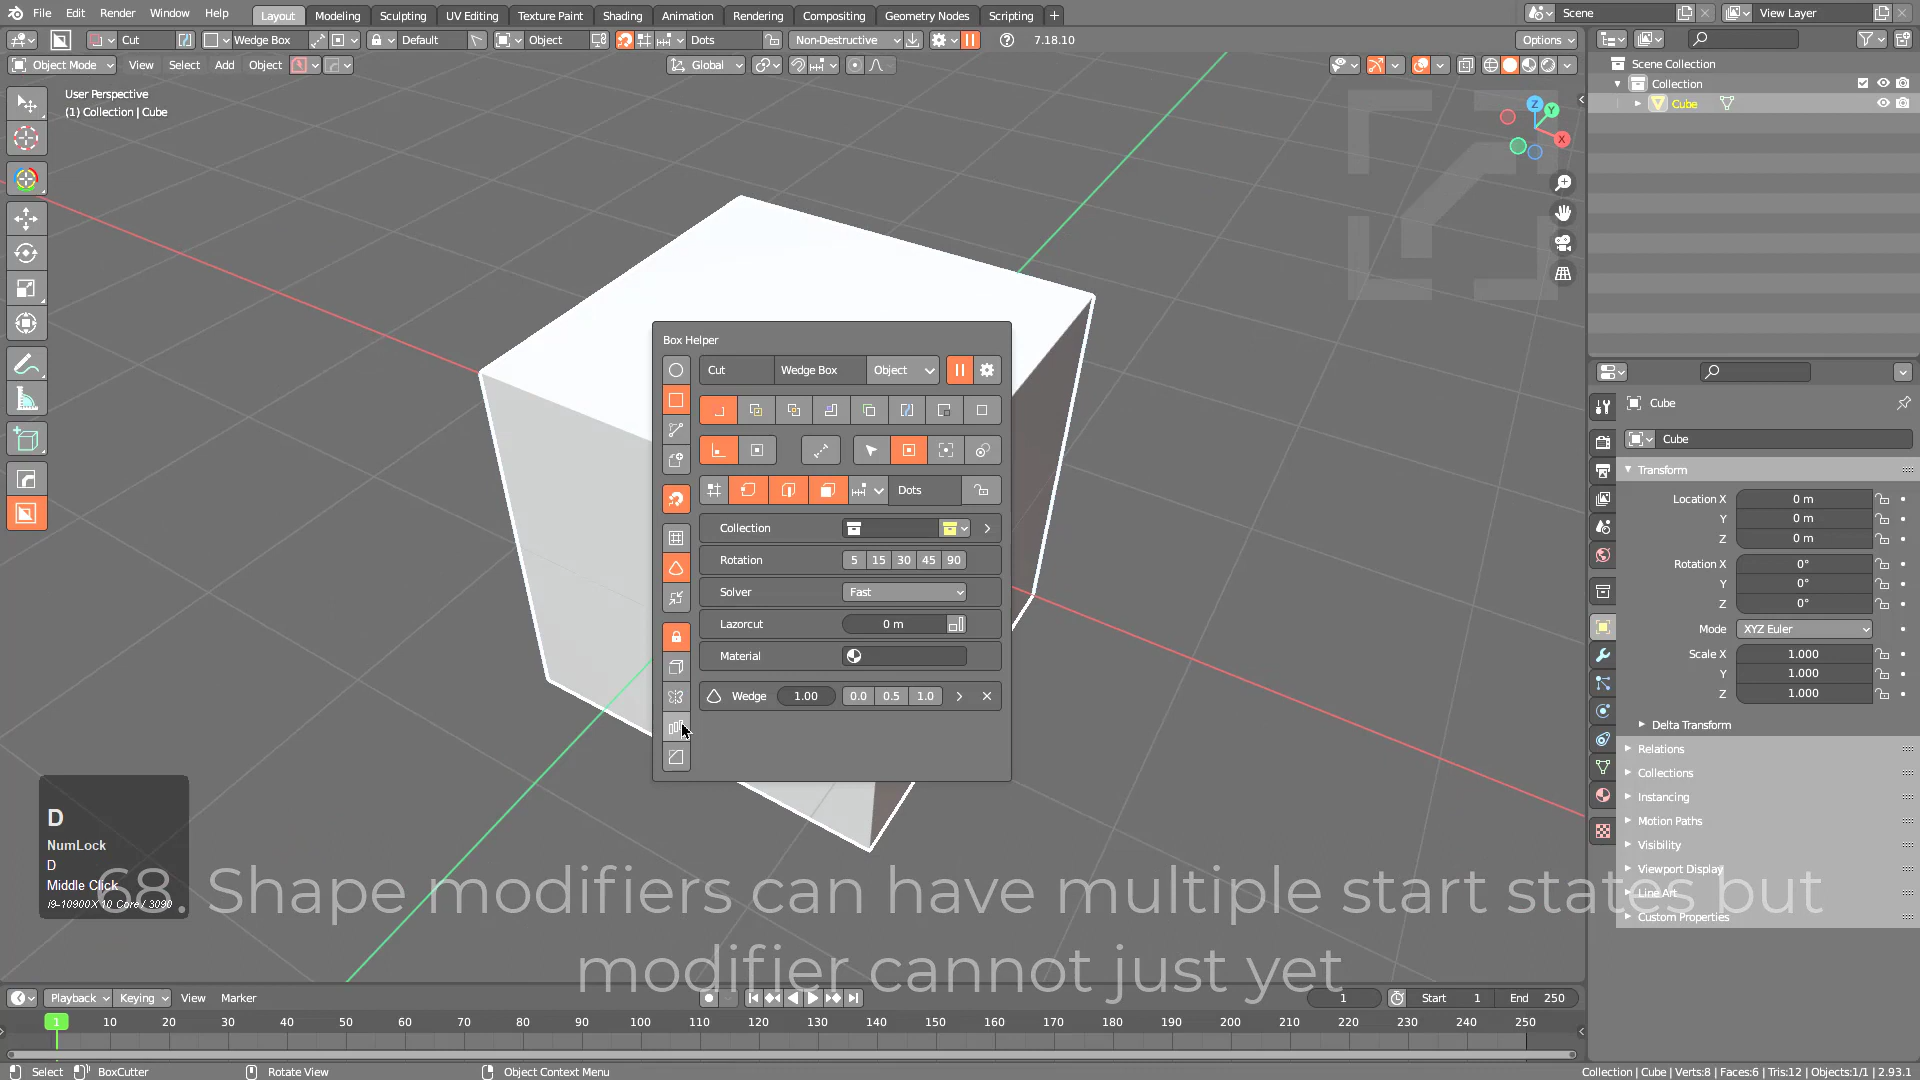 File Edit Render Window Help Layout Modeling Sculpting UV Editing Texture Paint Shading Animation Rendering Compositing Geometry Nodes Scripting Scene View Layer
Cut Wedge Box Default Object Dots Non-Destructive 7.18.10 Options
Object Mode View Select Add Object Global
User Perspective
(1) Collection | Cube
Z
Y
X
Scene Collection
Collection
Cube
Box Helper
Cut Wedge Box Object
Dots
Collection
Rotation 5 15 30 45 90
Solver Fast
Lazorcut 0 m
Material
Wedge 1.00 0.0 0.5 1.0
Cube
Cube
Transform
Location X 0 m
Y 0 m
Z 0 m
Rotation X 0°
Y 0°
Z 0°
Mode XYZ Euler
Scale X 1.000
Y 1.000
Z 1.000
Delta Transform
Relations
Collections
Instancing
Motion Paths
Visibility
Viewport Display
Line Art
Custom Properties
D
NumLock
D
Middle Click
i9-10900X 10 Core / 3090
68. Shape modifiers can have multiple start states but
modifier cannot just yet
Playback Keying View Marker 1 Start 1 End 250
1 10 20 30 40 50 60 70 80 90 100 110 120 130 140 150 160 170 180 190 200 210 220 230 240 250
Select BoxCutter Rotate View Object Context Menu Collection | Cube | Verts:8 | Faces:6 | Tris:12 | Objects:1/1 | 2.93.1